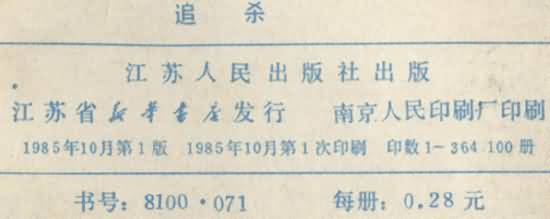 追 杀
江苏人民出版社出版
江苏省新华书店发行 南京人民印刷厂印刷
1985年10月第1版 1985年10月第1次印刷 印数1-364 100册
书号：8100·071 每册：0.28元